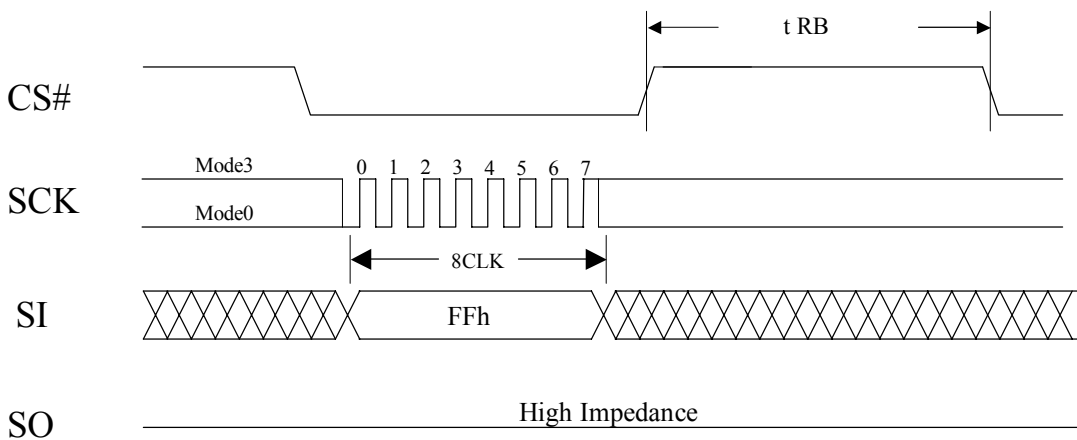 t RB
CS#
Mode3
0 1 2 3 4 5 6 7
SCK
Mode0
8CLK
SI
FFh
High Impedance
SO